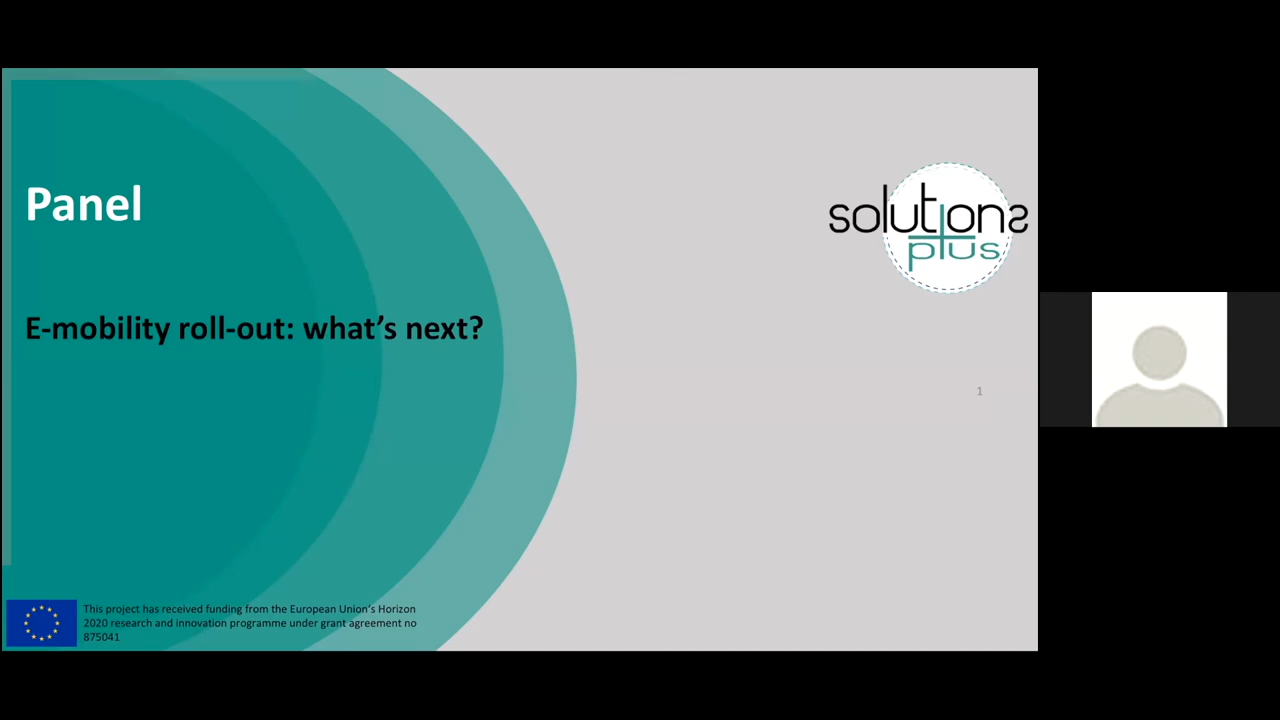 Panel
solutions
plus
E-mobility roll-out: what's next?
1
This project has received funding from the European Union's Horizon
2020 research and innovation programme under grant agreement no
875041